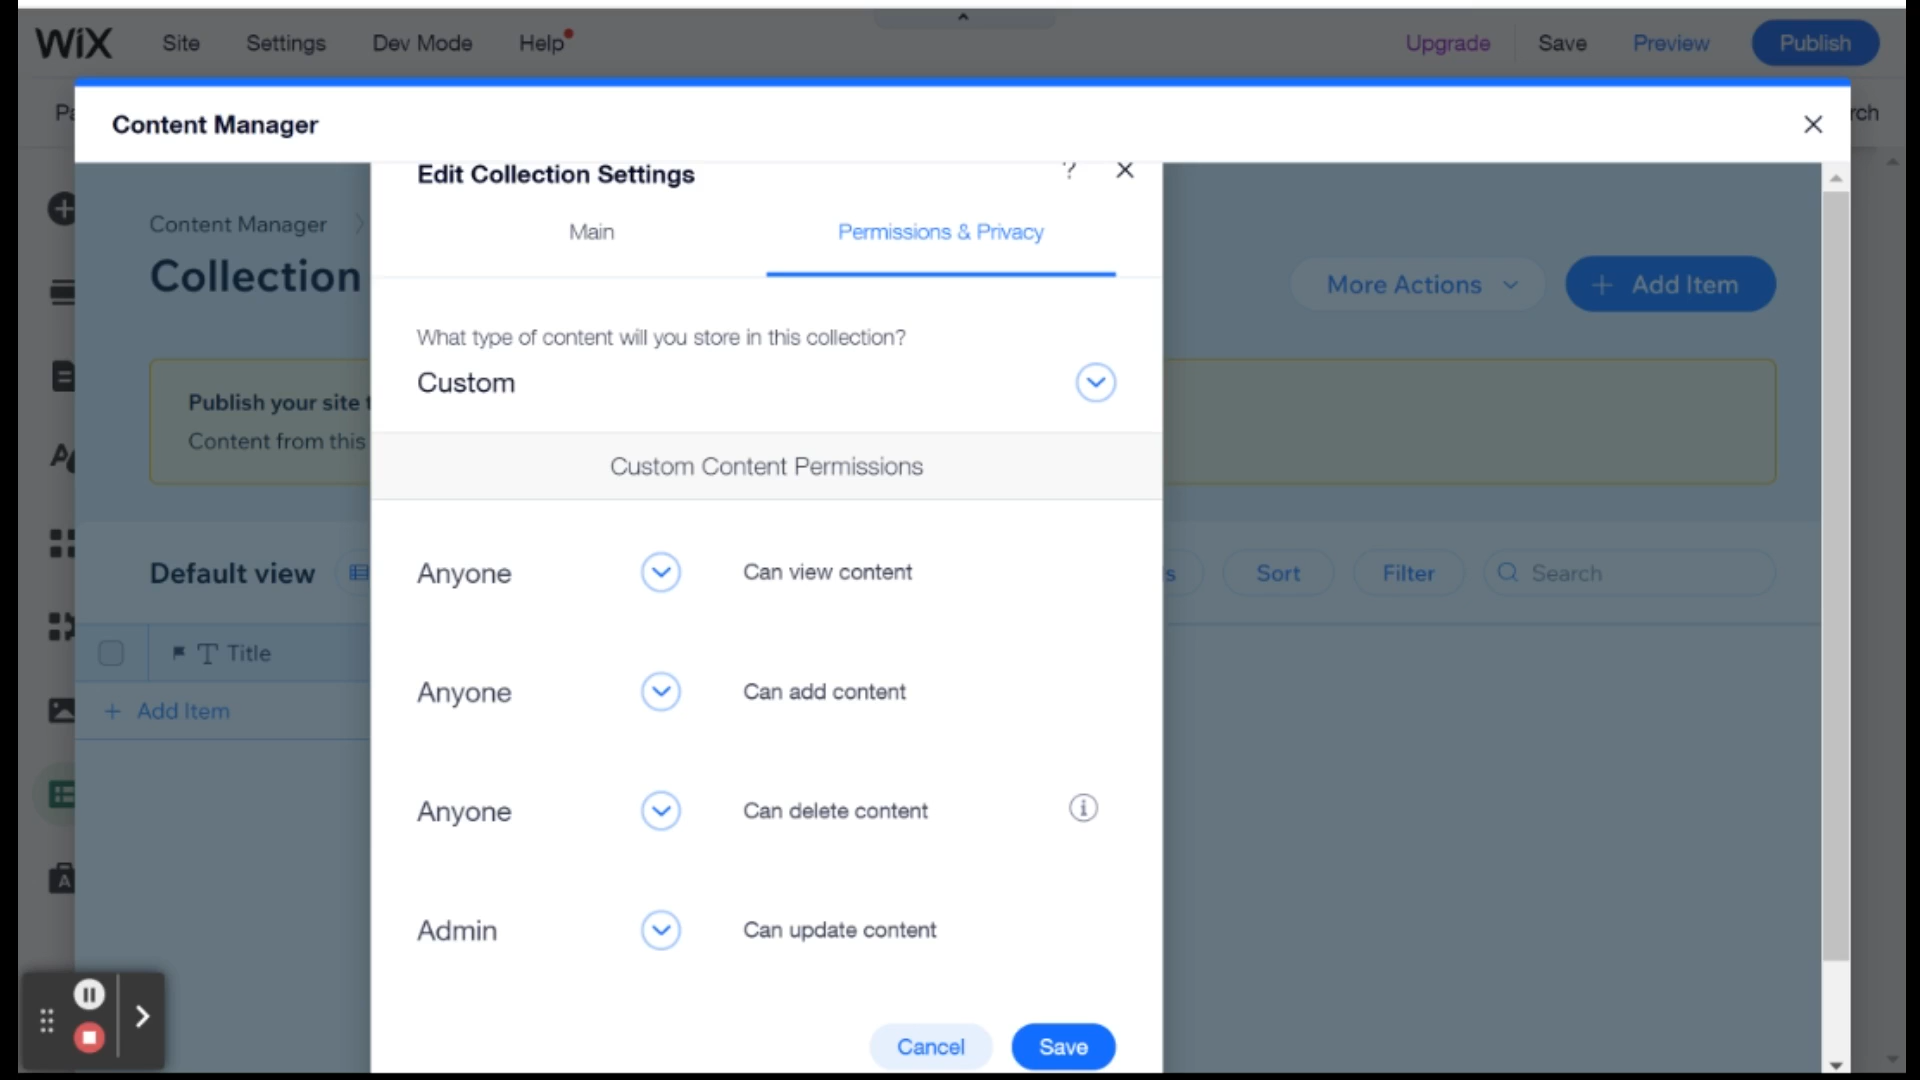 WiX Site Settings Dev Mode Help Upgrade Save Preview Publish
Content Manager
Edit Collection Settings ?
Content Manager
Main Permissions & Privacy
Collection
More Actions + Add Item
What type of content will you store in this collection?
Custom
Publish your site
Content from this
Custom Content Permissions
Default view
Anyone Can view content
Sort Filter Search
T Title
+ Add Item
Anyone Can add content
Anyone Can delete content i
Admin Can update content
Cancel Save